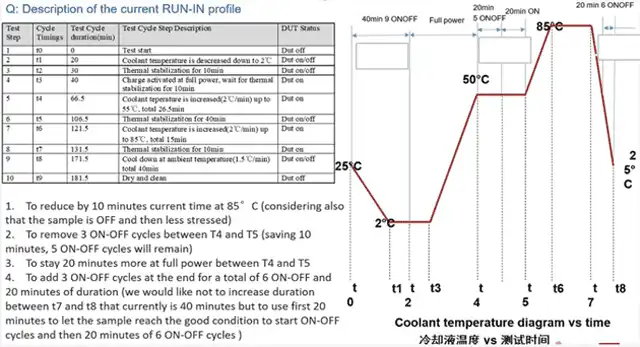 Q: Description of the current RUN-IN profile
Test Step Cycle Timings Test Cycle duration(min) Test Cycle Step Description DUT Status
1 t0 0 Test start Dut off
2 t1 20 Coolant temperature is descreased down to 2℃ Dut on/off
3 t2 30 Thermal stabilization for 10min Dut on/off
4 t3 40 Charge activated at full power, wait for thermal stabilization for 10min Dut on
5 t4 66.5 Coolant teperature is increased(2℃/min) up to 55℃, total 26.5min Dut on
6 t5 106.5 Thermal stabilizatiton for 40min Dut on/off
7 t6 121.5 Coolant temperature is increased(2℃/min) up to 85℃, total 15min Dut on
8 t7 131.5 Thermal stabilization for 10min Dut on
9 t8 171.5 Cool down at ambient temperature(1.5℃/min) total 40min Dut on/off
10 t9 181.5 Dry and clean Dut off
1. To reduce by 10 minutes current time at 85° C (considering also
that the sample is OFF and then less stressed)
2. To remove 3 ON-OFF cycles between T4 and T5 (saving 10
minutes, 5 ON-OFF cycles will remain)
3. To stay 20 minutes more at full power between T4 and T5
4. To add 3 ON-OFF cycles at the end for a total of 6 ON-OFF and
20 minutes of duration (we would like not to increase duration
between t7 and t8 that currently is 40 minutes but to use first 20
minutes to let the sample reach the good condition to start ON-OFF
cycles and then 20 minutes of 6 ON-OFF cycles )
40min 9 ONOFF
Full power
20min
5 ONOFF
20min ON
20 min 6 ONOFF
85°C
50°C
25°C
2°C
2
5°
C
t t1 t t3 t t t6 t t8
0 2 4 5 7
Coolant temperature diagram vs time
冷却液温度 vs 测试时间